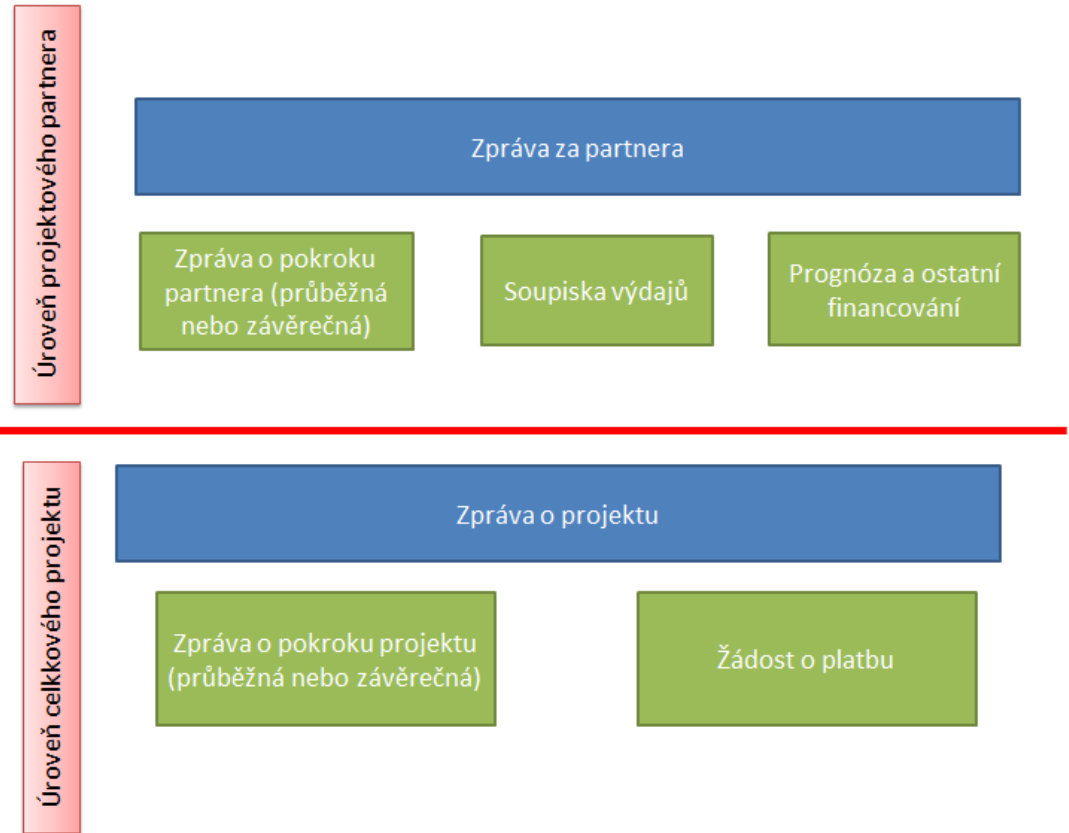 Úroveň projektového partnera
Zpráva za partnera
Zpráva o pokroku
partnera (průběžná
nebo závěrečná)
Soupiska výdajů
Prognóza a ostatní
financování
Úroveň celkkového projektu
Zpráva o projektu
Zpráva o pokroku projektu
(průběžná nebo závěrečná)
Žádost o platbu